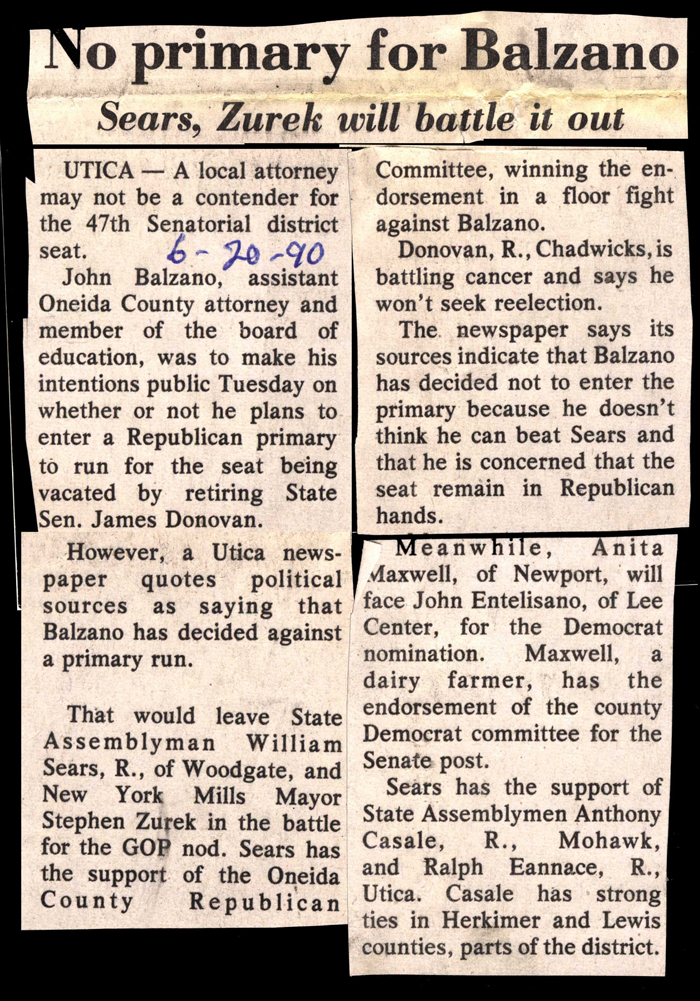 No primary for Balzano
Sears, Zurek will battle it out
UTICA — A local attorney
may not be a contender for
the 47th Senatorial district
seat.
6-20-90
John Balzano, assistant
Oneida County attorney and
member of the board of
education, was to make his
intentions public Tuesday on
whether or not he plans to
enter a Republican primary
to run for the seat being
vacated by retiring State
Sen. James Donovan.
However, a Utica news-
paper quotes political
sources as saying that
Balzano has decided against
a primary run.
That would leave State
Assemblyman William
Sears, R., of Woodgate, and
New York Mills Mayor
Stephen Zurek in the battle
for the GOP nod. Sears has
the support of the Oneida
County Republican
Committee, winning the en-
dorsement in a floor fight
against Balzano.
Donovan, R., Chadwicks, is
battling cancer and says he
won't seek reelection.
The newspaper says its
sources indicate that Balzano
has decided not to enter the
primary because he doesn't
think he can beat Sears and
that he is concerned that the
seat remain in Republican
hands.
Meanwhile, Anita
Maxwell, of Newport, will
face John Entelisano, of Lee
Center, for the Democrat
nomination. Maxwell, a
dairy farmer, has the
endorsement of the county
Democrat committee for the
Senate post.
Sears has the support of
State Assemblymen Anthony
Casale, R., Mohawk,
and Ralph Eannace, R.,
Utica. Casale has strong
ties in Herkimer and Lewis
counties, parts of the district.